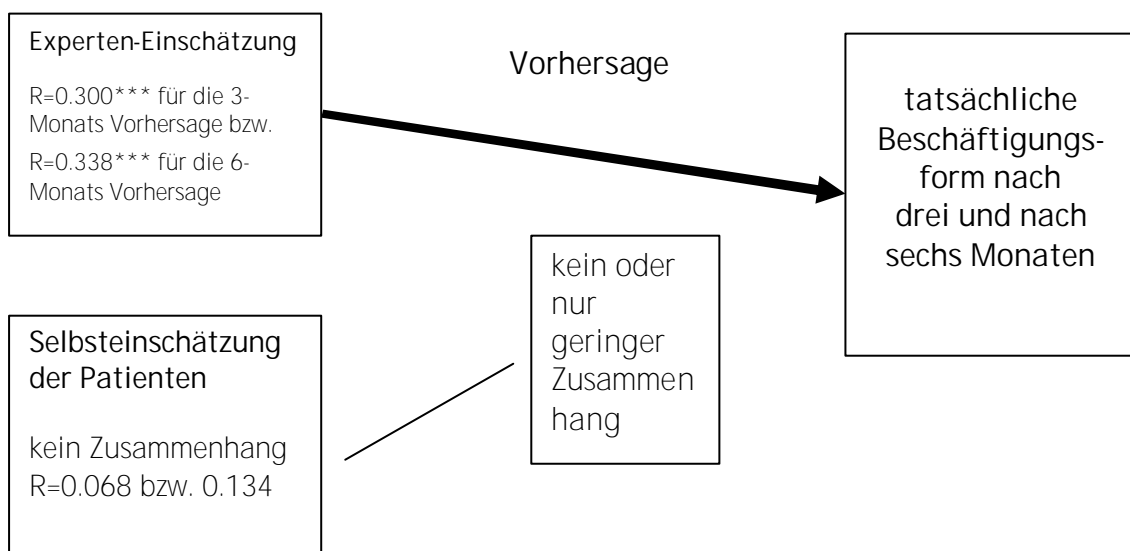 Experten-Einschätzung
R=0.300*** für die 3-
Monats Vorhersage bzw.
R=0.338*** für die 6-
Monats Vorhersage
Vorhersage
tatsächliche
Beschäftigungs-
form nach
drei und nach
sechs Monaten
kein oder
nur
geringer
Zusammen
hang
Selbsteinschätzung
der Patienten
kein Zusammenhang
R=0.068 bzw. 0.134